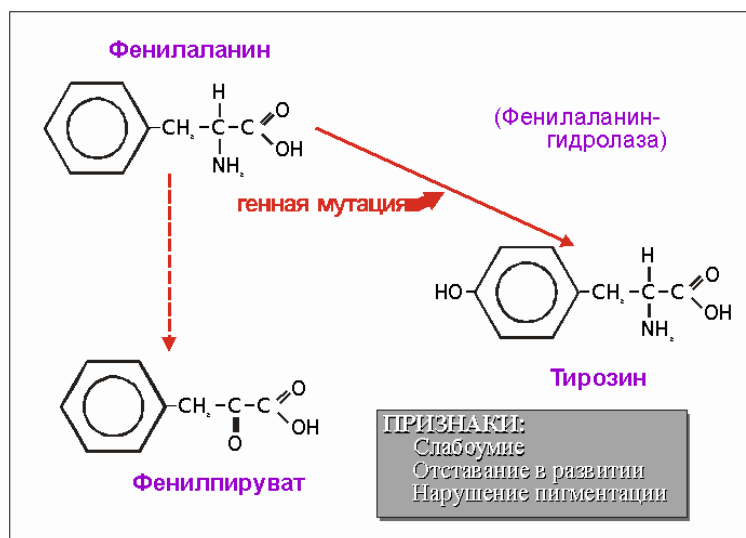 Фенилаланин
H
CH₂ C C O
OH
NH₂
(Фенилаланин-
гидролаза)
генная мутация
H
HO CH₂ C C O
OH
NH₂
Тирозин
CH₂ C C O
OH
O
Фенилпируват
ПРИЗНАКИ:
Слабоумие
Отставание в развитии
Нарушение пигментации